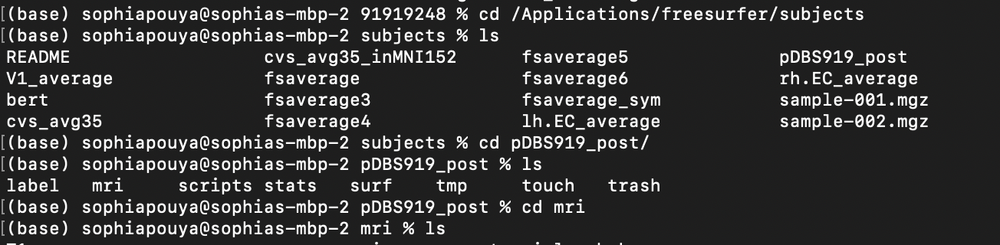 (base) sophiapouya@sophias-mbp-2 91919248 % cd /Applications/freesurfer/subjects
[(base) sophiapouya@sophias-mbp-2 subjects % ls
README cvs_avg35_inMNI152 fsaverage5 pDBS919_post
V1_average fsaverage fsaverage6 rh.EC_average
bert fsaverage3 fsaverage_sym sample-001.mgz
cvs_avg35 fsaverage4 lh.EC_average sample-002.mgz
[(base) sophiapouya@sophias-mbp-2 subjects % cd pDBS919_post/
[(base) sophiapouya@sophias-mbp-2 pDBS919_post % ls
label mri scripts stats surf tmp touch trash
[(base) sophiapouya@sophias-mbp-2 pDBS919_post % cd mri
[(base) sophiapouya@sophias-mbp-2 mri % ls